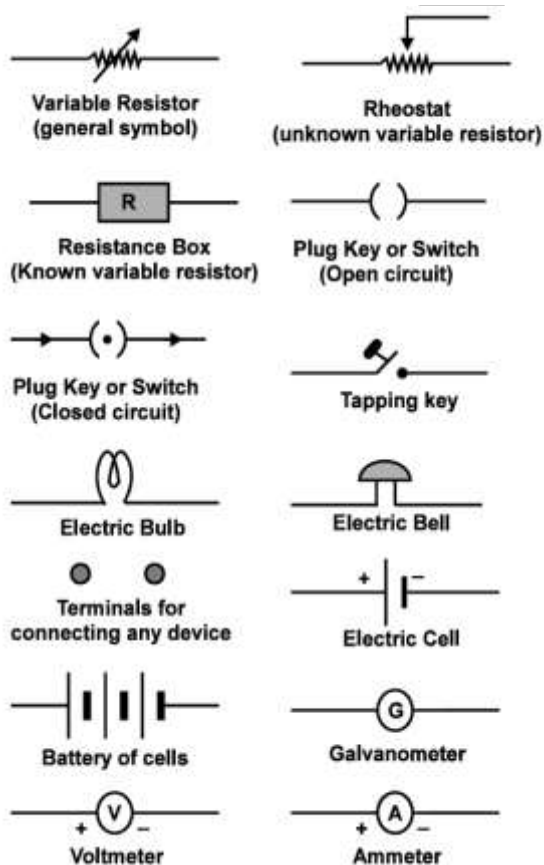 Variable Resistor
(general symbol)
Rheostat
(unknown variable resistor)
R
Resistance Box
(Known variable resistor)
Plug Key or Switch
(Open circuit)
Plug Key or Switch
(Closed circuit)
Tapping key
Electric Bulb
Electric Bell
Terminals for
connecting any device
+ −
Electric Cell
Battery of cells
G
Galvanometer
V
+ −
Voltmeter
A
+ −
Ammeter